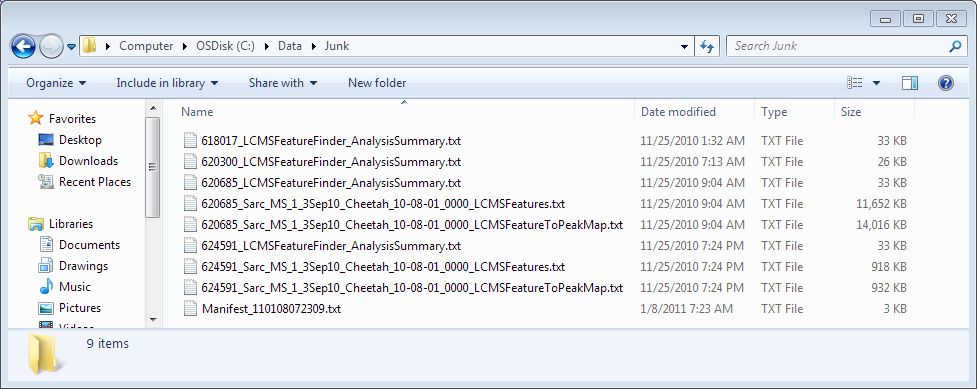 Computer OSDisk (C:) Data Junk Search Junk
Organize Include in library Share with New folder
Favorites
Desktop
Downloads
Recent Places
Libraries
Documents
Drawings
Music
Pictures
Videos
Name Date modified Type Size
618017_LCMSFeatureFinder_AnalysisSummary.txt 11/25/2010 1:32 AM TXT File 33 KB
620300_LCMSFeatureFinder_AnalysisSummary.txt 11/25/2010 7:13 AM TXT File 26 KB
620685_LCMSFeatureFinder_AnalysisSummary.txt 11/25/2010 9:04 AM TXT File 33 KB
620685_Sarc_MS_1_3Sep10_Cheetah_10-08-01_0000_LCMSFeatures.txt 11/25/2010 9:04 AM TXT File 11,652 KB
620685_Sarc_MS_1_3Sep10_Cheetah_10-08-01_0000_LCMSFeatureToPeakMap.txt 11/25/2010 9:04 AM TXT File 14,016 KB
624591_LCMSFeatureFinder_AnalysisSummary.txt 11/25/2010 7:24 PM TXT File 33 KB
624591_Sarc_MS_1_3Sep10_Cheetah_10-08-01_0000_LCMSFeatures.txt 11/25/2010 7:24 PM TXT File 918 KB
624591_Sarc_MS_1_3Sep10_Cheetah_10-08-01_0000_LCMSFeatureToPeakMap.txt 11/25/2010 7:24 PM TXT File 932 KB
Manifest_110108072309.txt 1/8/2011 7:23 AM TXT File 3 KB
9 items